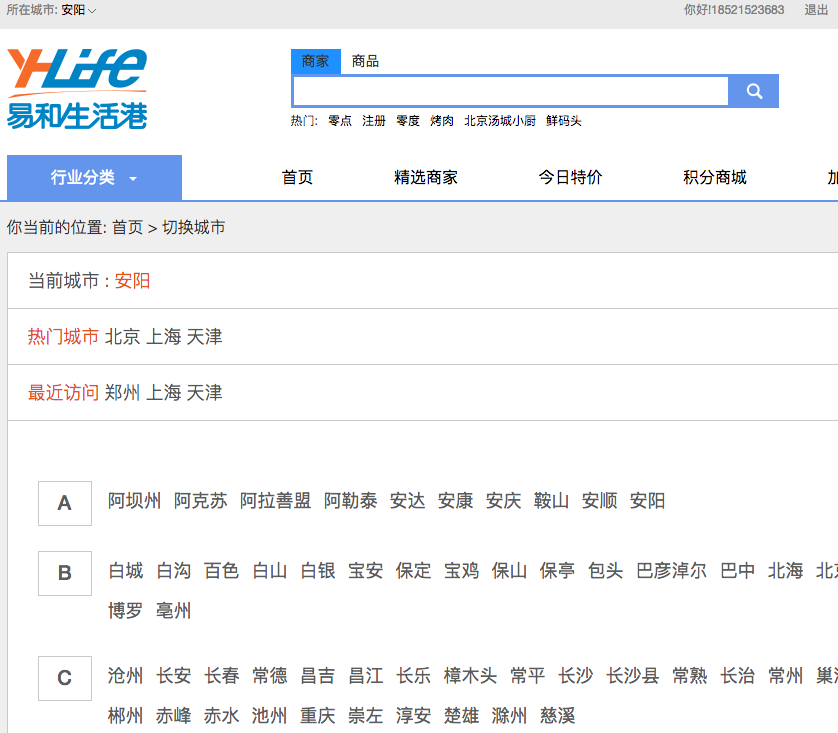 所在城市: 安阳 你好!18521523683 退出
YHLife
易和生活港
商家 商品
热门: 零点 注册 零度 烤肉 北京汤城小厨 鲜码头
行业分类 首页 精选商家 今日特价 积分商城 加
你当前的位置: 首页 > 切换城市
当前城市 : 安阳
热门城市 北京 上海 天津
最近访问 郑州 上海 天津
A 阿坝州 阿克苏 阿拉善盟 阿勒泰 安达 安康 安庆 鞍山 安顺 安阳
B 白城 白沟 百色 白山 白银 宝安 保定 宝鸡 保山 保亭 包头 巴彦淖尔 巴中 北海 北
博罗 亳州
C 沧州 长安 长春 常德 昌吉 昌江 长乐 樟木头 常平 长沙 长沙县 常熟 长治 常州 巢
郴州 赤峰 赤水 池州 重庆 崇左 淳安 楚雄 滁州 慈溪